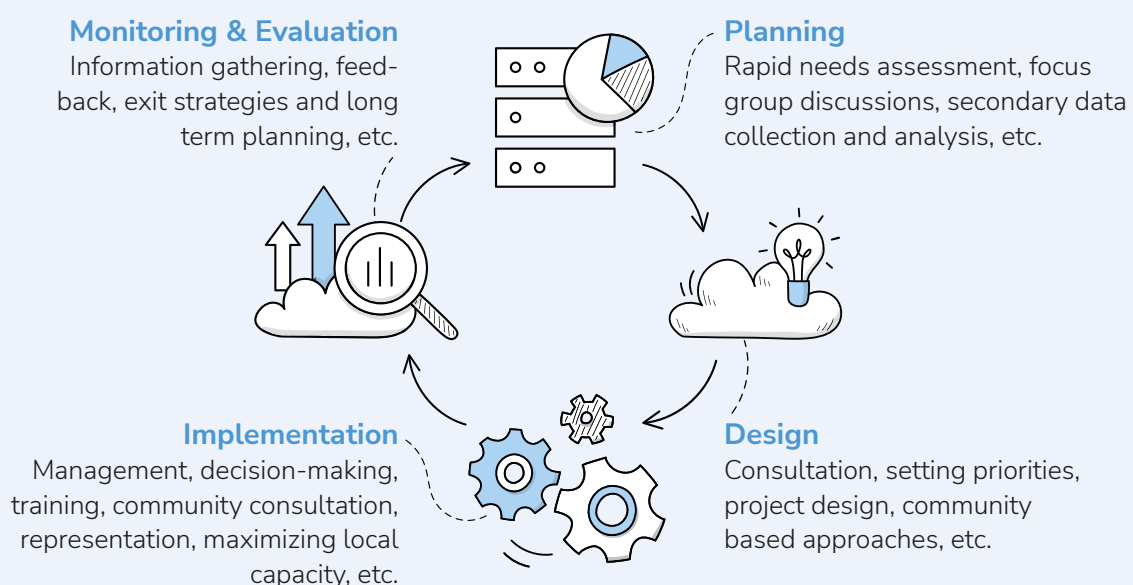 Monitoring & Evaluation
Information gathering, feed-
back, exit strategies and long
term planning, etc.
Planning
Rapid needs assessment, focus
group discussions, secondary data
collection and analysis, etc.
Implementation
Management, decision-making,
training, community consultation,
representation, maximizing local
capacity, etc.
Design
Consultation, setting priorities,
project design, community
based approaches, etc.